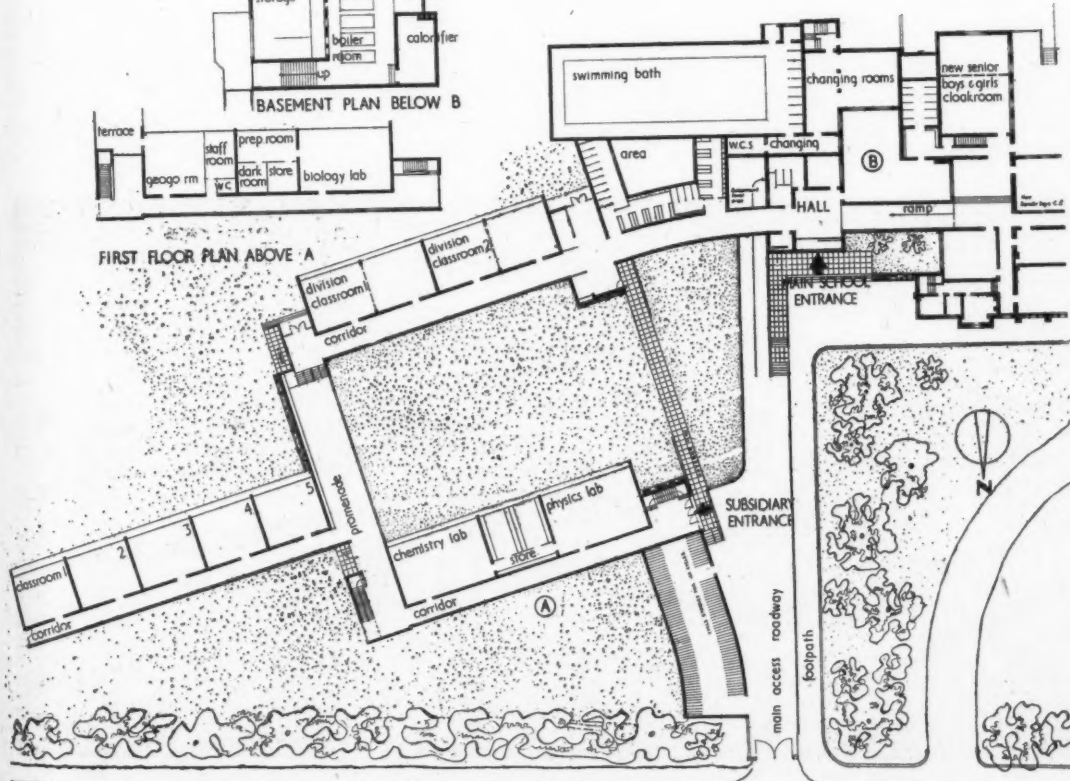 boiler
room
calorifier
up
BASEMENT PLAN BELOW B
terrace
geogo rm
staff
room
w.c.
prep. room
dark
room
store
biology lab
FIRST FLOOR PLAN ABOVE A
swimming bath
changing rooms
new senior
boys & girls
cloakroom
w.c.s
changing
area
B
HALL
ramp
MAIN SCHOOL
ENTRANCE
division
classroom 1
division
classroom 2
corridor
promenade
N
SUBSIDIARY
ENTRANCE
chemistry lab
store
physics lab
corridor
A
classroom 1
2
3
4
5
corridor
main access roadway
footpath